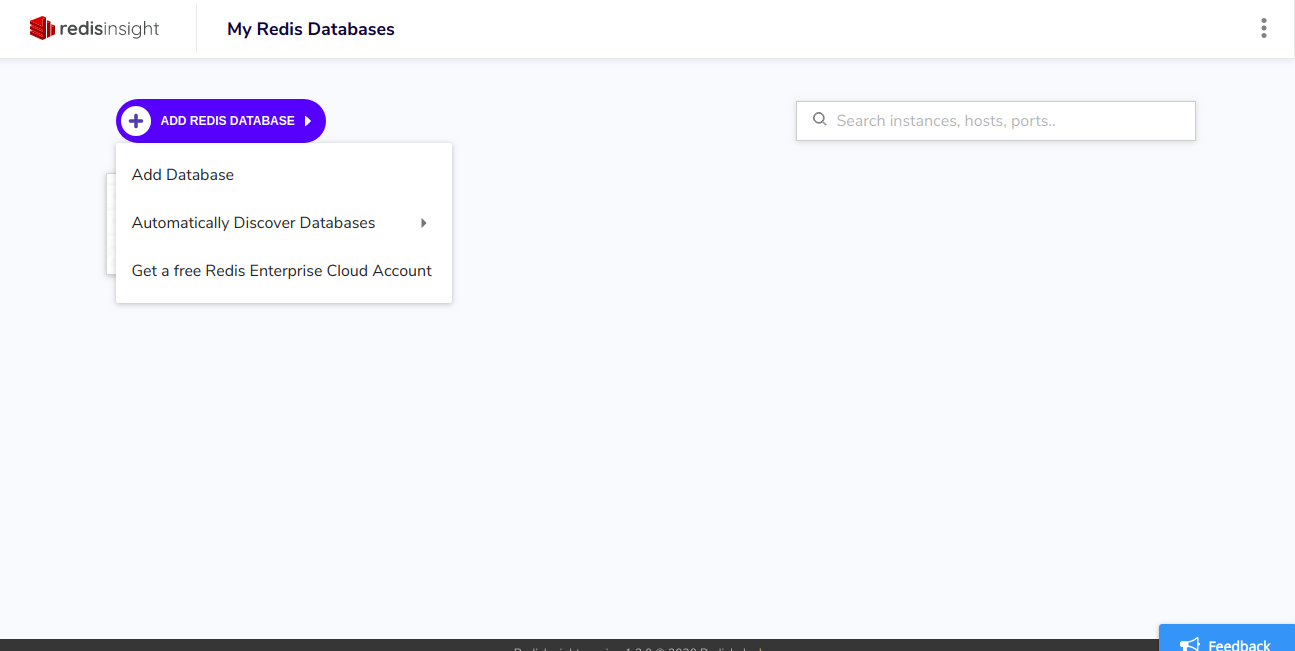 redisinsight
My Redis Databases
ADD REDIS DATABASE
Search instances, hosts, ports..
Add Database
Automatically Discover Databases
Get a free Redis Enterprise Cloud Account
Feedback